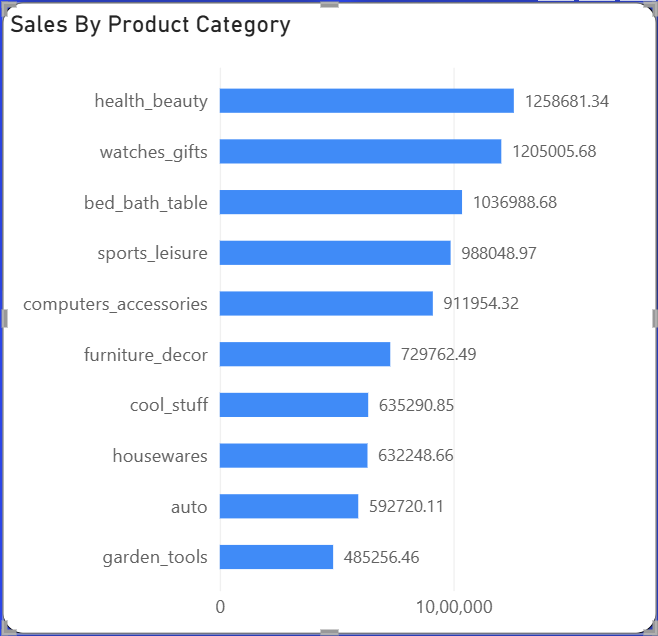 Sales By Product Category
health_beauty 1258681.34
watches_gifts 1205005.68
bed_bath_table 1036988.68
sports_leisure 988048.97
computers_accessories 911954.32
furniture_decor 729762.49
cool_stuff 635290.85
housewares 632248.66
auto 592720.11
garden_tools 485256.46
0 10,00,000